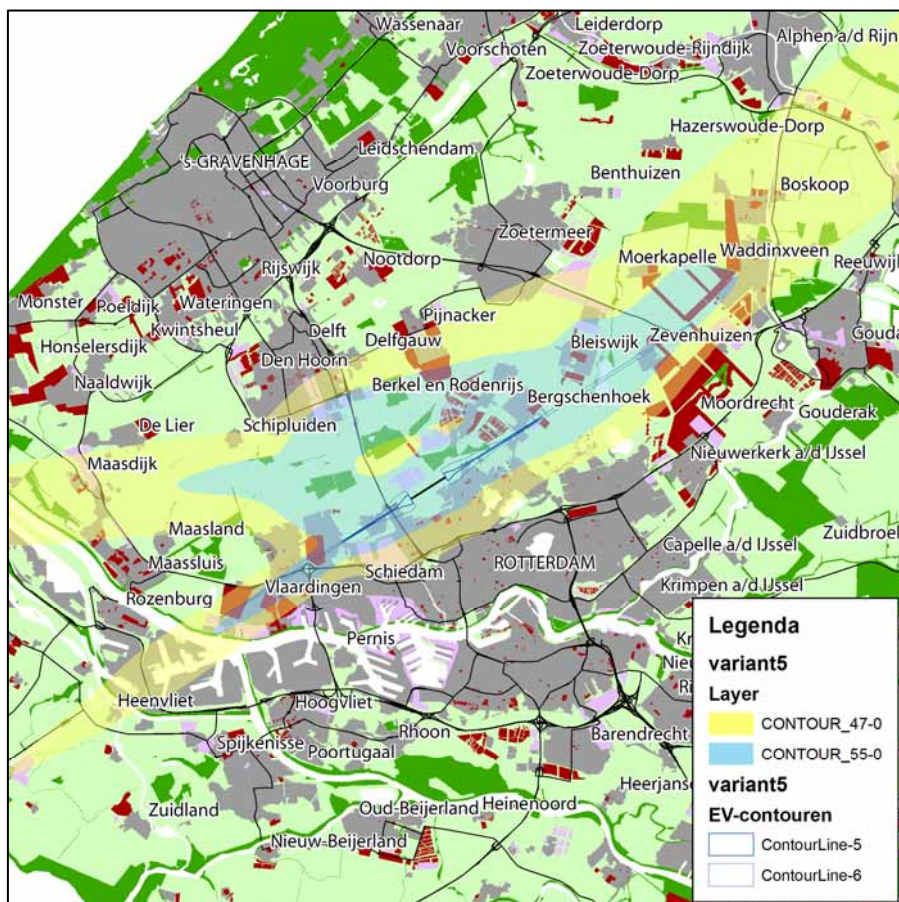 Wassenaar
Leiderdorp
Alphen a/d Rijn
Voorschoten
Zoeterwoude-Rijndijk
Zoeterwoude-Dorp
Hazerswoude-Dorp
Leidschendam
's-GRAVENHAGE
Benthuizen
Boskoop
Voorburg
Zoetermeer
Waddinxveen
Moerkapelle
Nootdorp
Reeuwijk
Rijswijk
Monster
Poeldijk
Wateringen
Pijnacker
Kwintsheul
Delft
Delfgauw
Bleiswijk
Zevenhuizen
Gouda
Honselersdijk
Den Hoorn
Naaldwijk
Berkel en Rodenrijs
Bergschenhoek
Moordrecht
Gouderak
De Lier
Schipluiden
Nieuwerkerk a/d IJssel
Maasdijk
Maasland
Zuidbroek
Capelle a/d IJssel
Maassluis
Schiedam
ROTTERDAM
Vlaardingen
Krimpen a/d IJssel
Rozenburg
Pernis
Kr
Nieu
Ri
Heenvliet
Hoogvliet
Rhoon
Barendrecht
Spijkenisse
Poortugaal
Heerjanse
Zuidland
Oud-Beijerland
Heinenoord
Nieuw-Beijerland
Legenda
variant5
Layer
CONTOUR_47-0
CONTOUR_55-0
variant5
EV-contouren
ContourLine-5
ContourLine-6